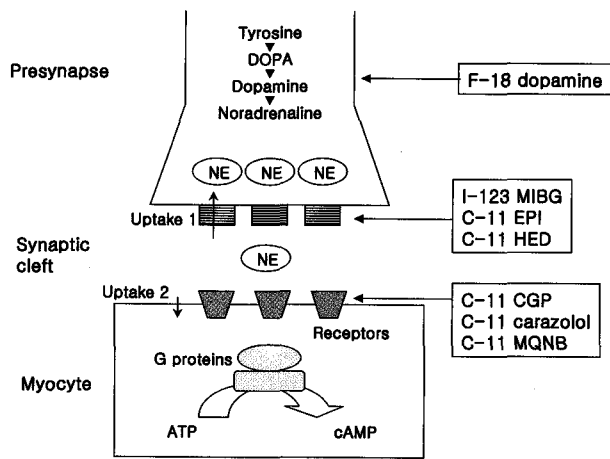 Tyrosine
DOPA
Dopamine
Noradrenaline
Presynapse
F-18 dopamine
NE NE NE
Uptake 1
I-123 MIBG
C-11 EPI
C-11 HED
Synaptic
cleft
NE
Uptake 2
Receptors
C-11 CGP
C-11 carazolol
C-11 MQNB
G proteins
Myocyte
ATP cAMP